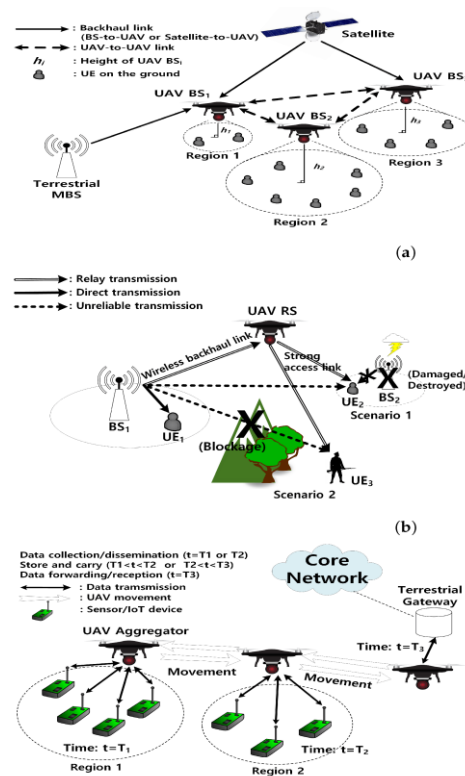 : Backhaul link
(BS-to-UAV or Satellite-to-UAV)
: UAV-to-UAV link
hᵢ : Height of UAV BSᵢ
: UE on the ground
Satellite
UAV BS₁
UAV BS₂
UAV BS
h₁
h₂
h₃
Region 1
Region 2
Region 3
Terrestrial
MBS
(a)
: Relay transmission
: Direct transmission
: Unreliable transmission
UAV RS
Wireless backhaul link
Strong
access link
BS₁
UE₁
UE₂
BS₂
(Damaged/
Destroyed)
Scenario 1
X
(Blockage)
Scenario 2
UE₃
(b)
Data collection/dissemination (t=T1 or T2)
Store and carry (T1<t<T2 or T2<t<T3)
Data forwarding/reception (t=T3)
: Data transmission
: UAV movement
: Sensor/IoT device
Core
Network
Terrestrial
Gateway
UAV Aggregator
Movement
Movement
Time: t=T₃
Time: t=T₁
Time: t=T₂
Region 1
Region 2